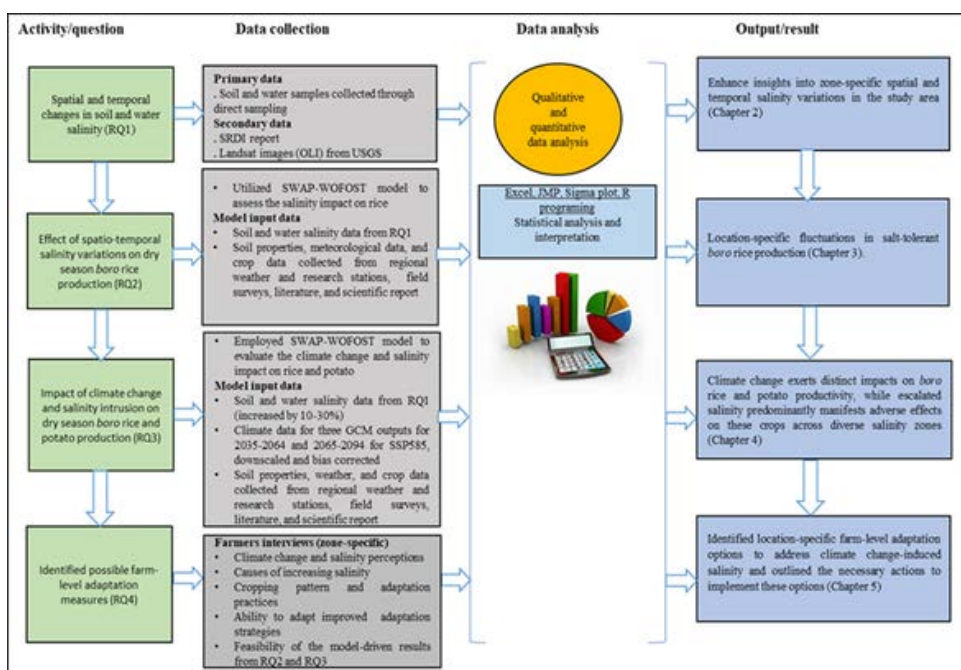 Activity/question
Data collection
Data analysis
Output/result
Spatial and temporal
changes in soil and water
salinity (RQ1)
Primary data
. Soil and water samples collected through
direct sampling
Secondary data
. SRDI report
. Landsat images (OLI) from USGS
Qualitative
and
quantitative
data analysis
Enhance insights into zone-specific spatial and
temporal salinity variations in the study area
(Chapter 2)
Effect of spatio-temporal
salinity variations on dry
season boro rice
production (RQ2)
• Utilized SWAP-WOFOST model to
assess the salinity impact on rice
Model input data
• Soil and water salinity data from RQ1
• Soil properties, meteorological data, and
crop data collected from regional
weather and research stations, field
surveys, literature, and scientific report
Excel, JMP, Sigma plot, R
programing
Statistical analysis and
interpretation
Location-specific fluctuations in salt-tolerant
boro rice production (Chapter 3).
Impact of climate change
and salinity intrusion on
dry season boro rice and
potato production (RQ3)
• Employed SWAP-WOFOST model to
evaluate the climate change and salinity
impact on rice and potato
Model input data
• Soil and water salinity data from RQ1
(increased by 10-30%)
• Climate data for three GCM outputs for
2035-2064 and 2065-2094 for SSP585,
downscaled and bias corrected
• Soil properties, weather, and crop data
collected from regional weather and
research stations, field surveys,
literature, and scientific report
Climate change exerts distinct impacts on boro
rice and potato productivity, while escalated
salinity predominantly manifests adverse effects
on these crops across diverse salinity zones
(Chapter 4)
Identified possible farm-
level adaptation
measures (RQ4)
Farmers interviews (zone-specific)
• Climate change and salinity perceptions
• Causes of increasing salinity
• Cropping pattern and adaptation
practices
• Ability to adapt improved adaptation
strategies
• Feasibility of the model-driven results
from RQ2 and RQ3
Identified location-specific farm-level adaptation
options to address climate change-induced
salinity and outlined the necessary actions to
implement these options (Chapter 5)